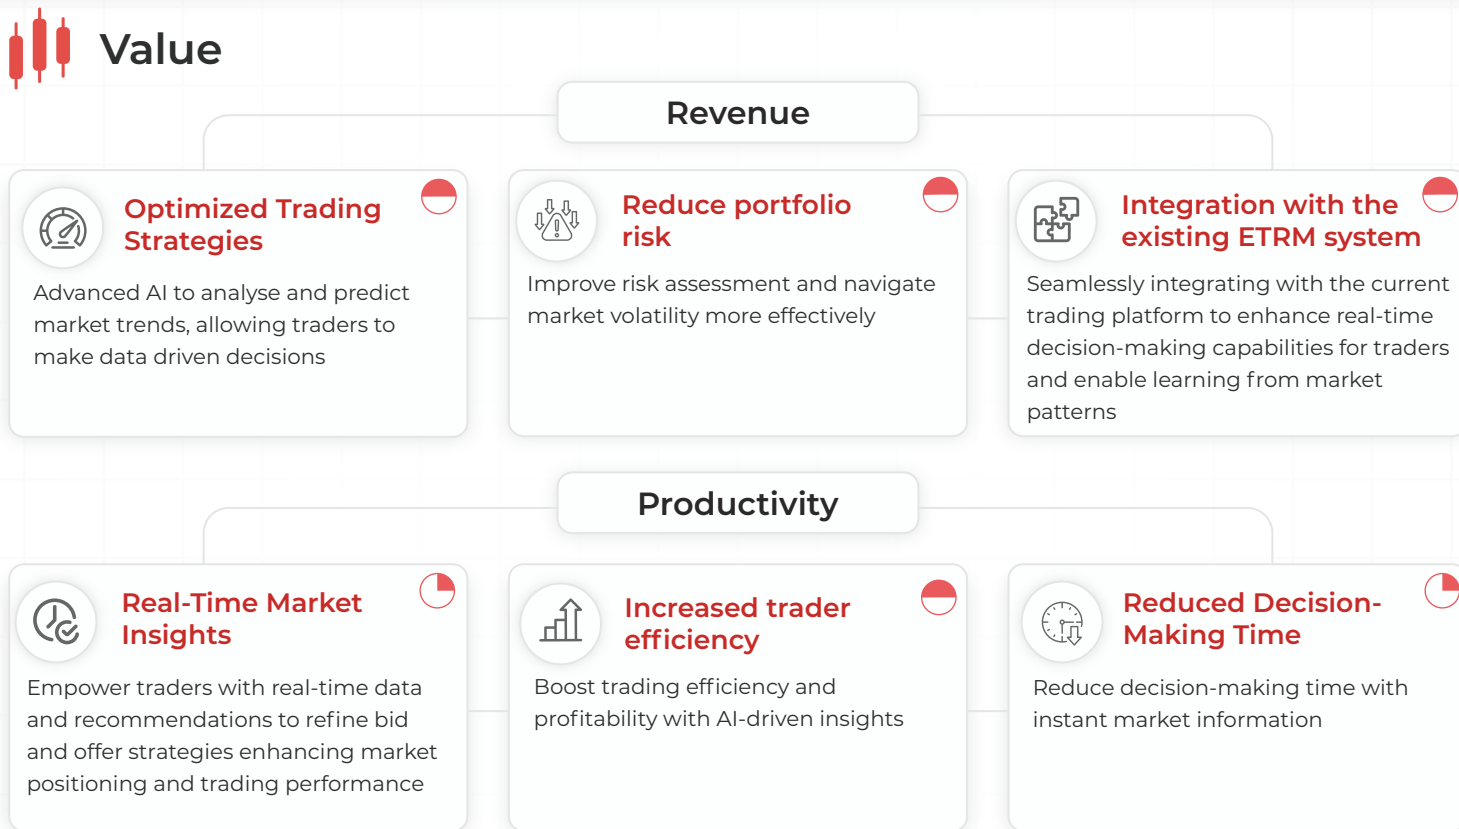 Value
Revenue
Optimized Trading
Strategies
Advanced AI to analyse and predict
market trends, allowing traders to
make data driven decisions
Reduce portfolio
risk
Improve risk assessment and navigate
market volatility more effectively
Integration with the
existing ETRM system
Seamlessly integrating with the current
trading platform to enhance real-time
decision-making capabilities for traders
and enable learning from market
patterns
Productivity
Real-Time Market
Insights
Empower traders with real-time data
and recommendations to refine bid
and offer strategies enhancing market
positioning and trading performance
Increased trader
efficiency
Boost trading efficiency and
profitability with AI-driven insights
Reduced Decision-
Making Time
Reduce decision-making time with
instant market information